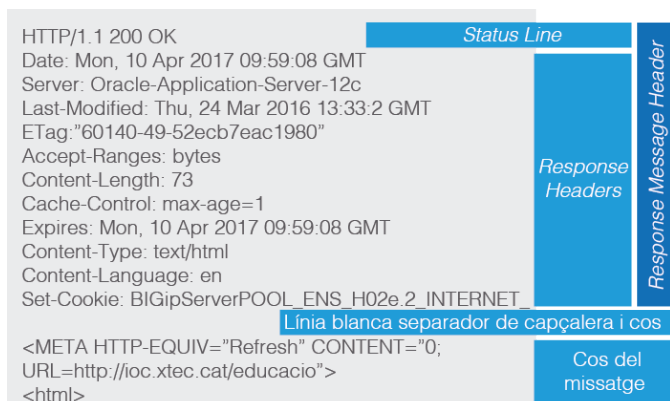 HTTP/1.1 200 OK
Status Line
Date: Mon, 10 Apr 2017 09:59:08 GMT
Server: Oracle-Application-Server-12c
Last-Modified: Thu, 24 Mar 2016 13:33:2 GMT
ETag:”60140-49-52ecb7eac1980”
Accept-Ranges: bytes
Content-Length: 73
Cache-Control: max-age=1
Expires: Mon, 10 Apr 2017 09:59:08 GMT
Content-Type: text/html
Content-Language: en
Set-Cookie: BIGipServerPOOL_ENS_H02e.2_INTERNET_
Response
Headers
Response Message Header
Línia blanca separador de capçalera i cos
<META HTTP-EQUIV=”Refresh” CONTENT=”0;
URL=http://ioc.xtec.cat/educacio”>
<html>
Cos del
missatge